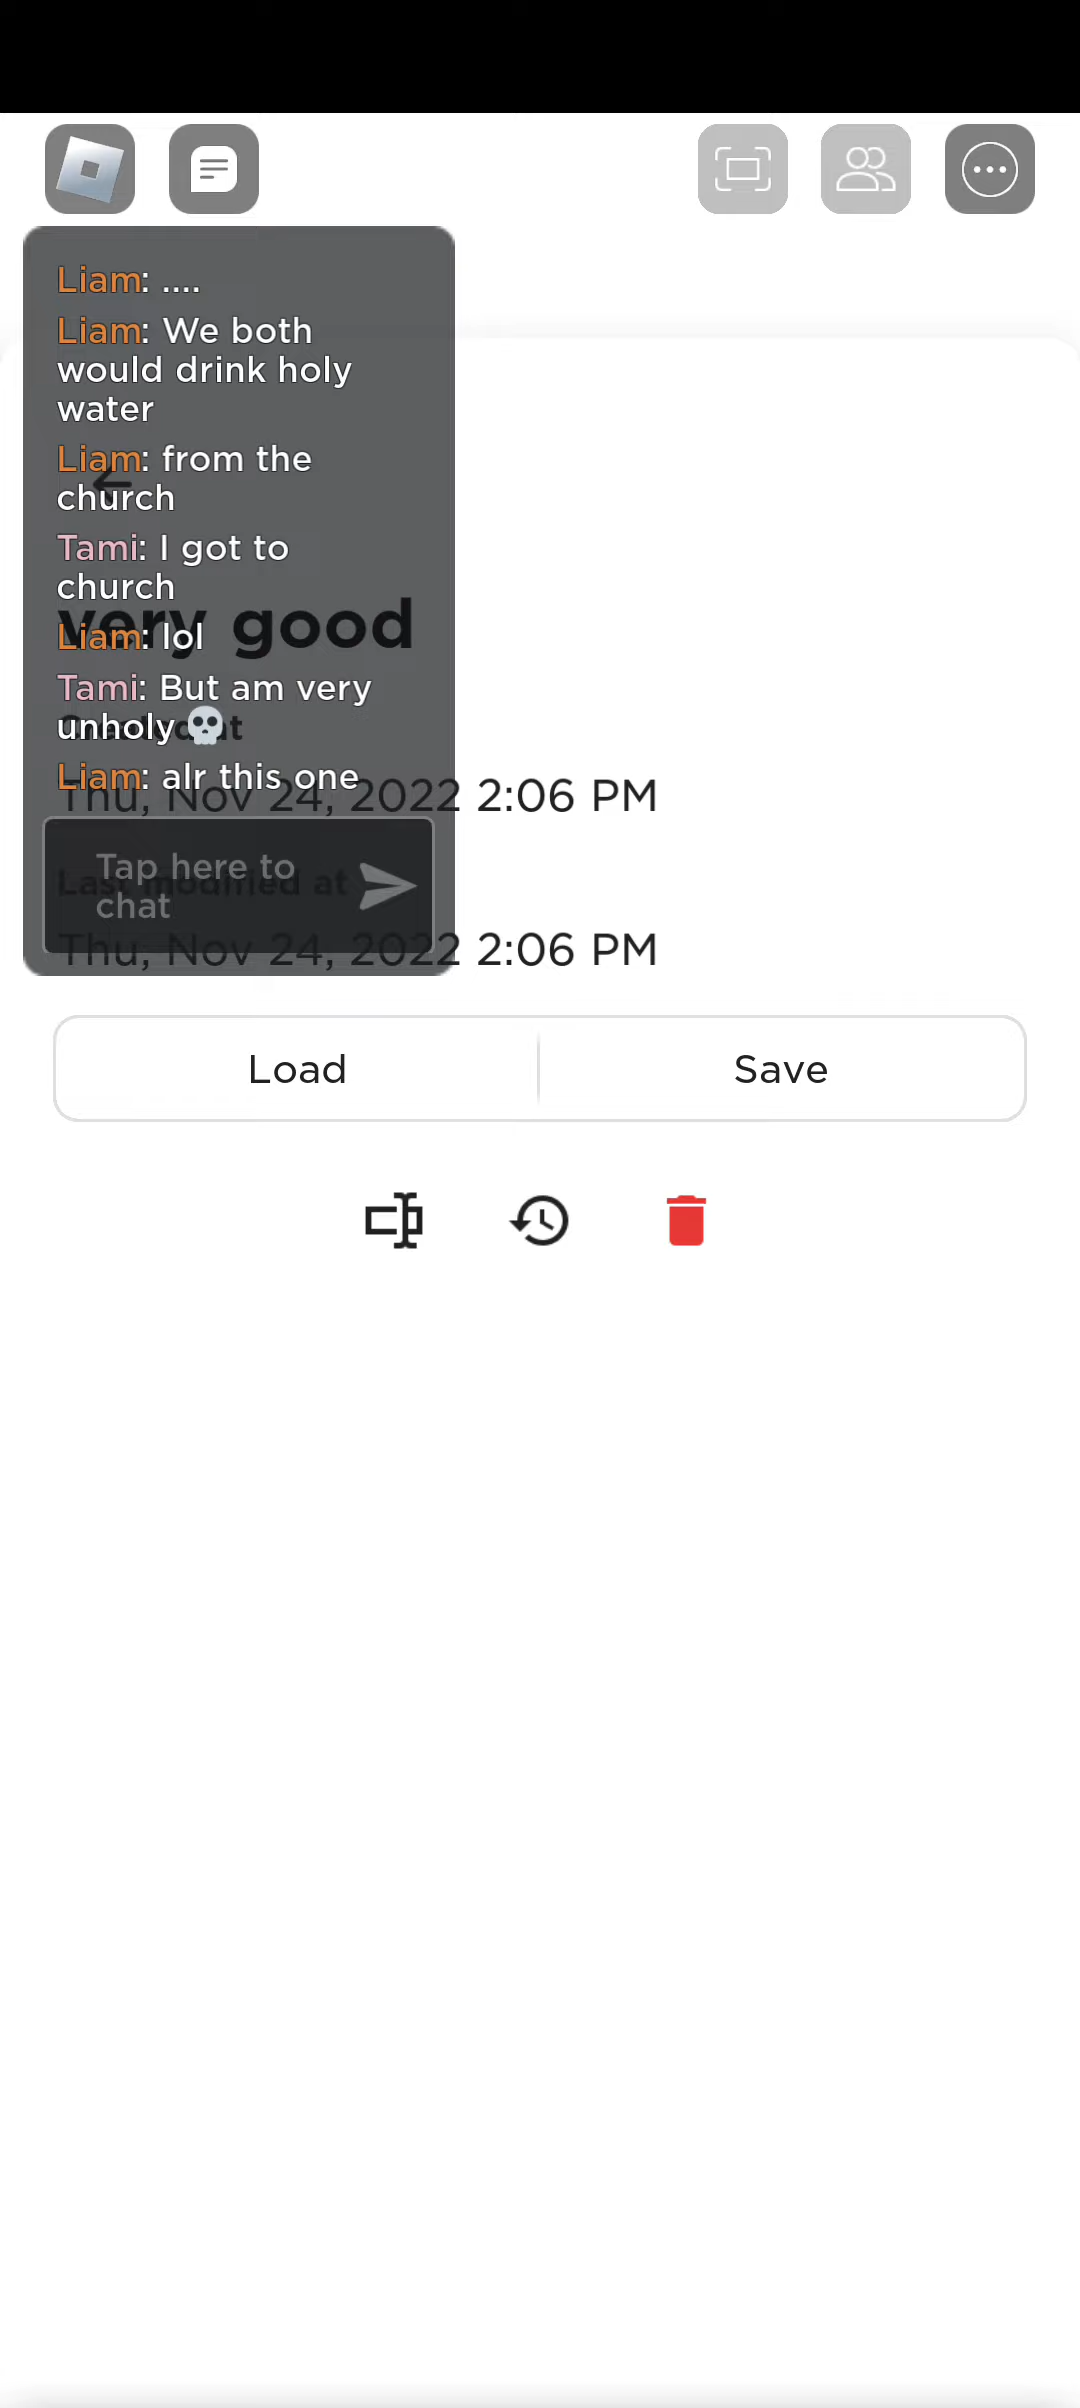 Liam: ....
Liam: We both
would drink holy
water
Liam: from the
church
Tami: I got to
church
very good
Liam: lol
Tami: But am very
unholy 💀
Liam: alr this one
Thu, Nov 24, 2022 2:06 PM
Tap here to
chat
Last modified at
Thu, Nov 24, 2022 2:06 PM
Load
Save